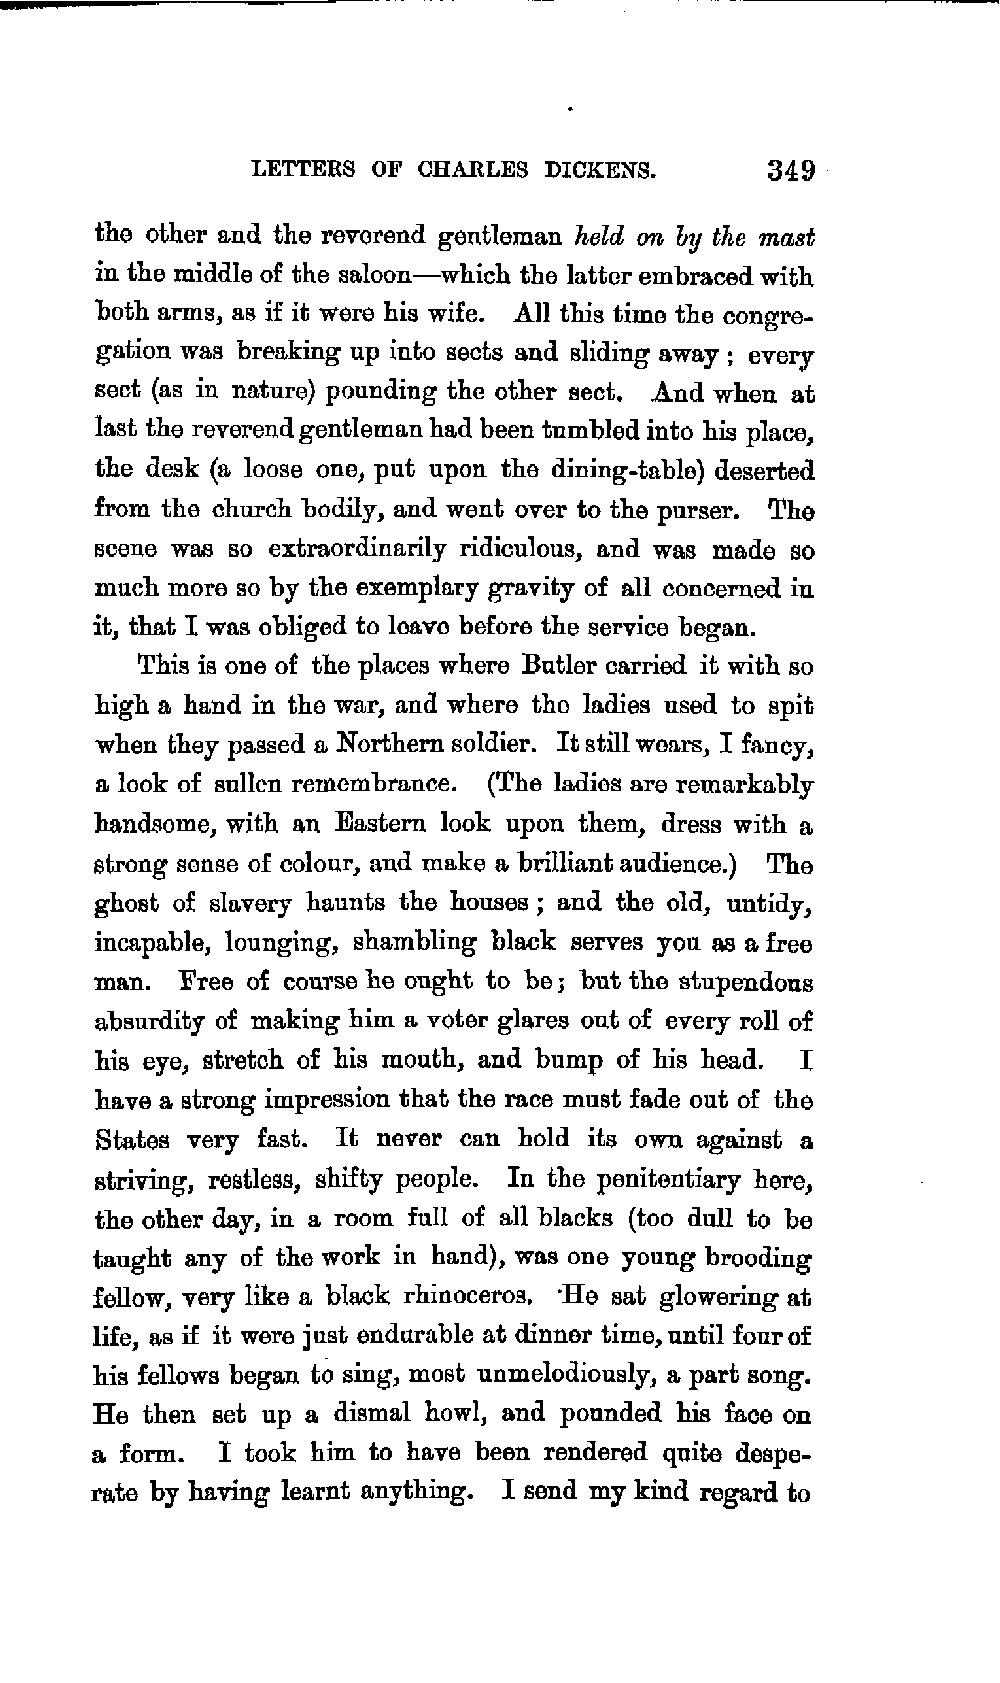 LETTERS OF CHARLES DICKENS. 349
the other and the reverend gentleman held on by the mast
in the middle of the saloon—which the latter embraced with
both arms, as if it were his wife. All this time the congre-
gation was breaking up into sects and sliding away; every
sect (as in nature) pounding the other sect. And when at
last the reverend gentleman had been tumbled into his place,
the desk (a loose one, put upon the dining-table) deserted
from the church bodily, and went over to the purser. The
scene was so extraordinarily ridiculous, and was made so
much more so by the exemplary gravity of all concerned in
it, that I was obliged to leave before the service began.
This is one of the places where Butler carried it with so
high a hand in the war, and where the ladies used to spit
when they passed a Northern soldier. It still wears, I fancy,
a look of sullen remembrance. (The ladies are remarkably
handsome, with an Eastern look upon them, dress with a
strong sense of colour, and make a brilliant audience.) The
ghost of slavery haunts the houses; and the old, untidy,
incapable, lounging, shambling black serves you as a free
man. Free of course he ought to be; but the stupendous
absurdity of making him a voter glares out of every roll of
his eye, stretch of his mouth, and bump of his head. I
have a strong impression that the race must fade out of the
States very fast. It never can hold its own against a
striving, restless, shifty people. In the penitentiary here,
the other day, in a room full of all blacks (too dull to be
taught any of the work in hand), was one young brooding
fellow, very like a black rhinoceros. He sat glowering at
life, as if it were just endurable at dinner time, until four of
his fellows began to sing, most unmelodiously, a part song.
He then set up a dismal howl, and pounded his face on
a form. I took him to have been rendered quite despe-
rate by having learnt anything. I send my kind regard to